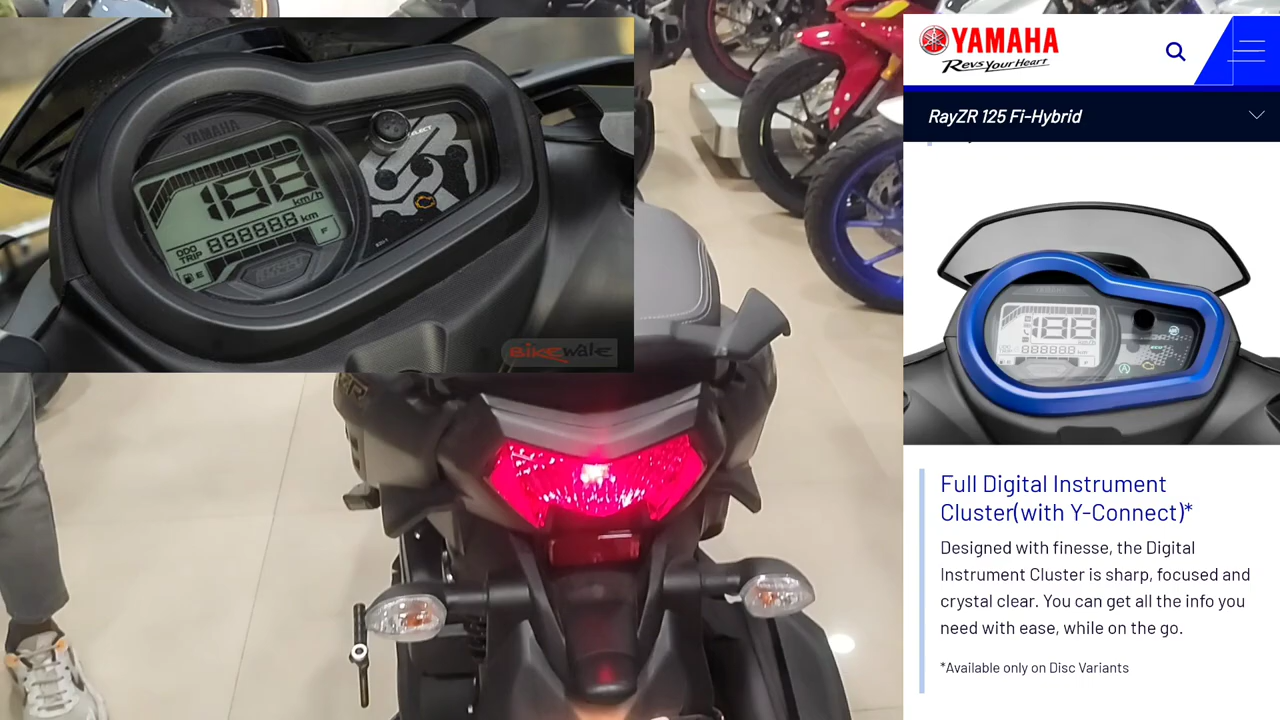 YAMAHA
SELECT
188
km/h
888888 km
ODO
TRIP
E
F
BikeWale
YAMAHA
Revs Your Heart
RayZR 125 Fi-Hybrid
188
888888 km
Full Digital Instrument
Cluster(with Y-Connect)*
Designed with finesse, the Digital
Instrument Cluster is sharp, focused and
crystal clear. You can get all the info you
need with ease, while on the go.
*Available only on Disc Variants